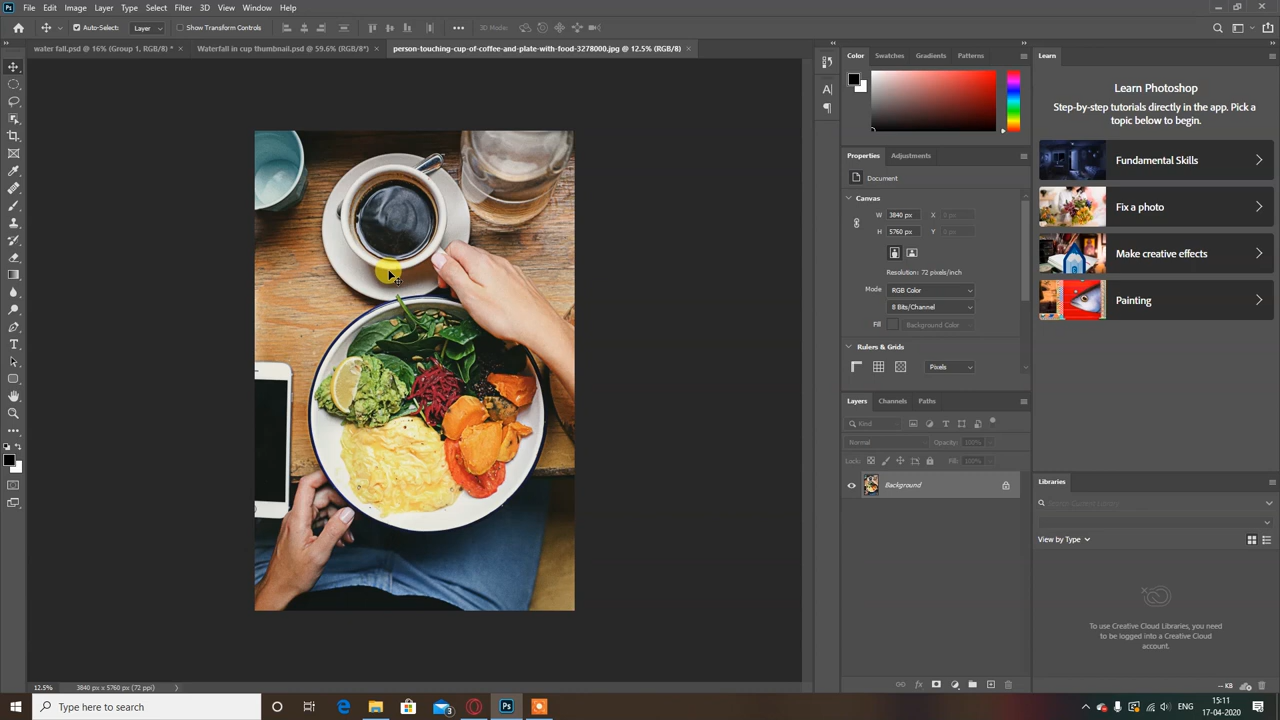 Ps File Edit Image Layer Type Select Filter 3D View Window Help
Auto-Select: Layer Show Transform Controls 3D Mode:
water fall.psd @ 16% (Group 1, RGB/8) * × Waterfall in cup thumbnail.psd @ 59.6% (RGB/8*) × person-touching-cup-of-coffee-and-plate-with-food-3278000.jpg @ 12.5% (RGB/8) ×
Color Swatches Gradients Patterns
Learn
Learn Photoshop
Step-by-step tutorials directly in the app. Pick a
topic below to begin.
Fundamental Skills
Fix a photo
Make creative effects
Painting
Properties Adjustments
Document
Canvas
W 3840 px X 0 px
H 5760 px Y 0 px
Resolution: 72 pixels/inch
Mode RGB Color
8 Bits/Channel
Fill Background Color
Rulers & Grids
Pixels
Layers Channels Paths
Kind
Normal Opacity: 100%
Lock: Fill: 100%
Background
Libraries
Search Current Library
View by Type
To use Creative Cloud Libraries, you need
to be logged into a Creative Cloud
account.
-- KB
12.5% 3840 px x 5760 px (72 ppi)
Type here to search
3
Ps
ENG
15:11
17-04-2020